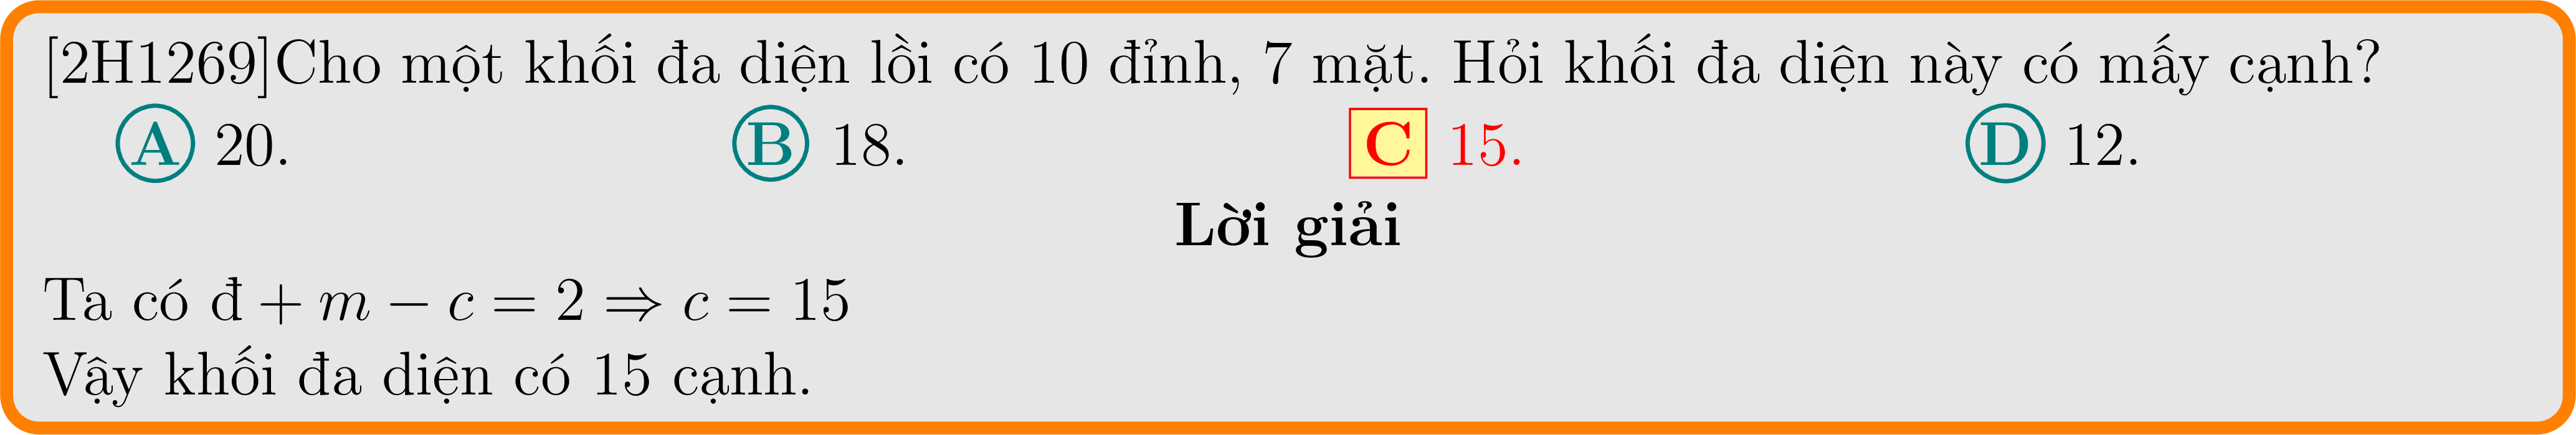 [2H1269]Cho một khối đa diện lồi có 10 đỉnh, 7 mặt. Hỏi khối đa diện này có mấy cạnh?
A 20. B 18. C 15. D 12.
Lời giải
Ta có đ + m − c = 2 ⇒ c = 15
Vậy khối đa diện có 15 cạnh.